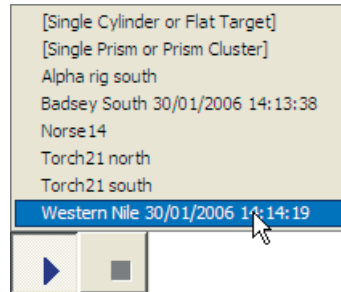 [Single Cylinder or Flat Target]
[Single Prism or Prism Cluster]
Alpha rig south
Badsey South 30/01/2006 14:13:38
Norse14
Torch21 north
Torch21 south
Western Nile 30/01/2006 14:14:19